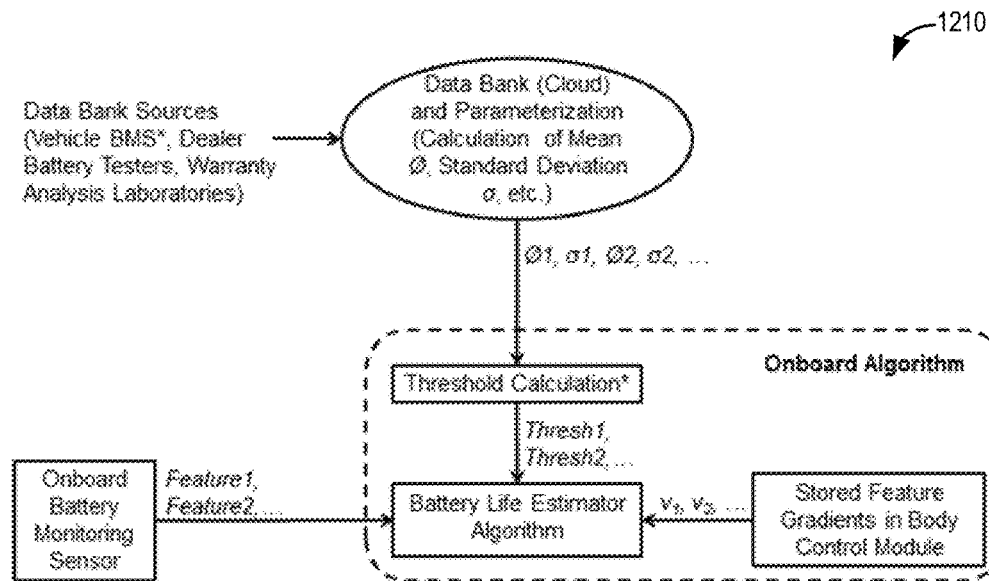 1210
Data Bank (Cloud)
and Parameterization
(Calculation of Mean
Ø, Standard Deviation
σ, etc.)
Data Bank Sources
(Vehicle BMS*, Dealer
Battery Testers, Warranty
Analysis Laboratories)
Ø1, σ1, Ø2, σ2, ...
Onboard Algorithm
Threshold Calculation*
Thresh1,
Thresh2, ...
Onboard
Battery
Monitoring
Sensor
Feature1,
Feature2, ...
Battery Life Estimator
Algorithm
v₁, v₂, ...
Stored Feature
Gradients in Body
Control Module